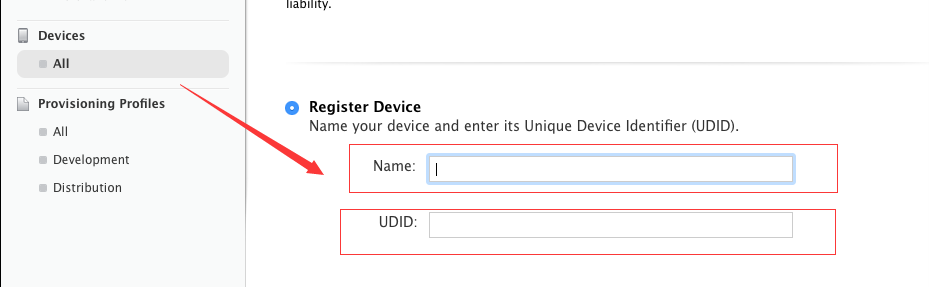 liability.
Devices
All
Provisioning Profiles
All
Development
Distribution
Register Device
Name your device and enter its Unique Device Identifier (UDID).
Name:
UDID: